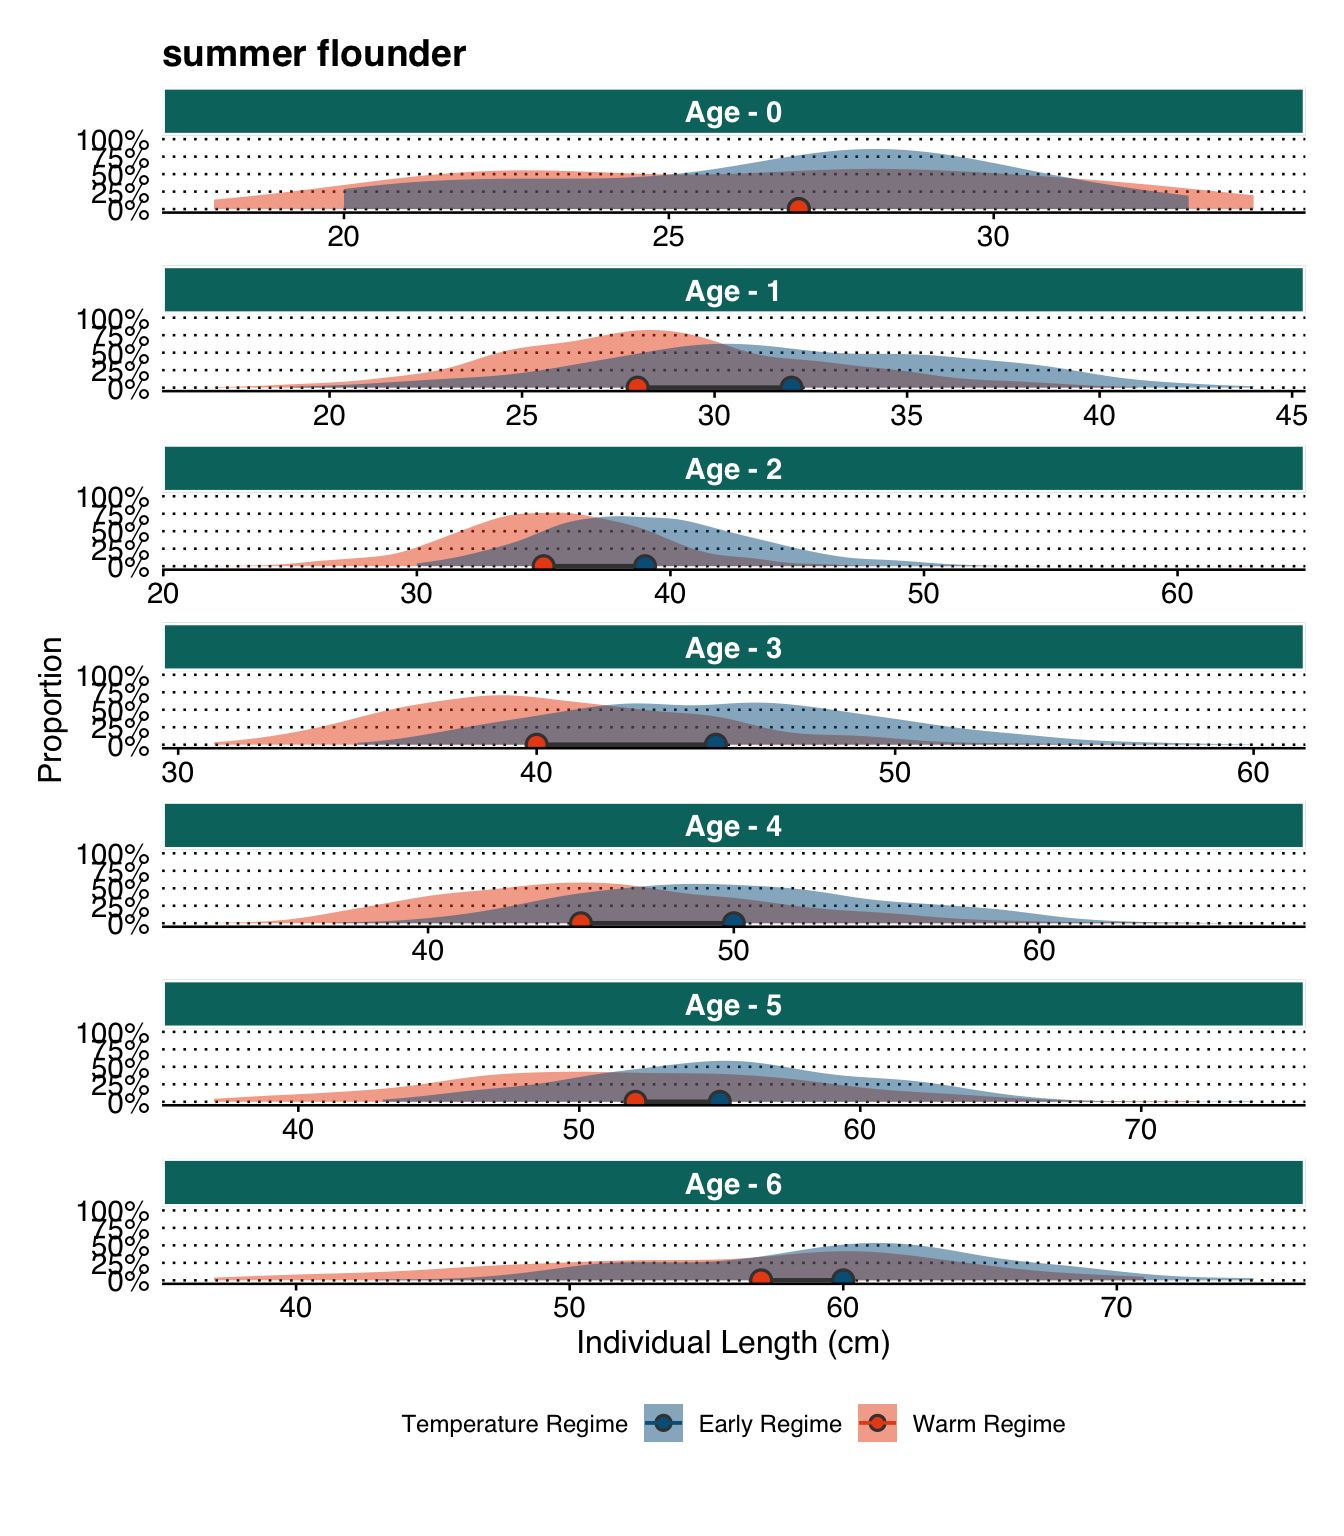 summer flounder
Age - 0
100%
75%
50%
25%
0%
20 25 30
Age - 1
100%
75%
50%
25%
0%
20 25 30 35 40 45
Age - 2
100%
75%
50%
25%
0%
20 30 40 50 60
Age - 3
100%
75%
50%
25%
0%
30 40 50 60
Proportion
Age - 4
100%
75%
50%
25%
0%
40 50 60
Age - 5
100%
75%
50%
25%
0%
40 50 60 70
Age - 6
100%
75%
50%
25%
0%
40 50 60 70
Individual Length (cm)
Temperature Regime Early Regime Warm Regime